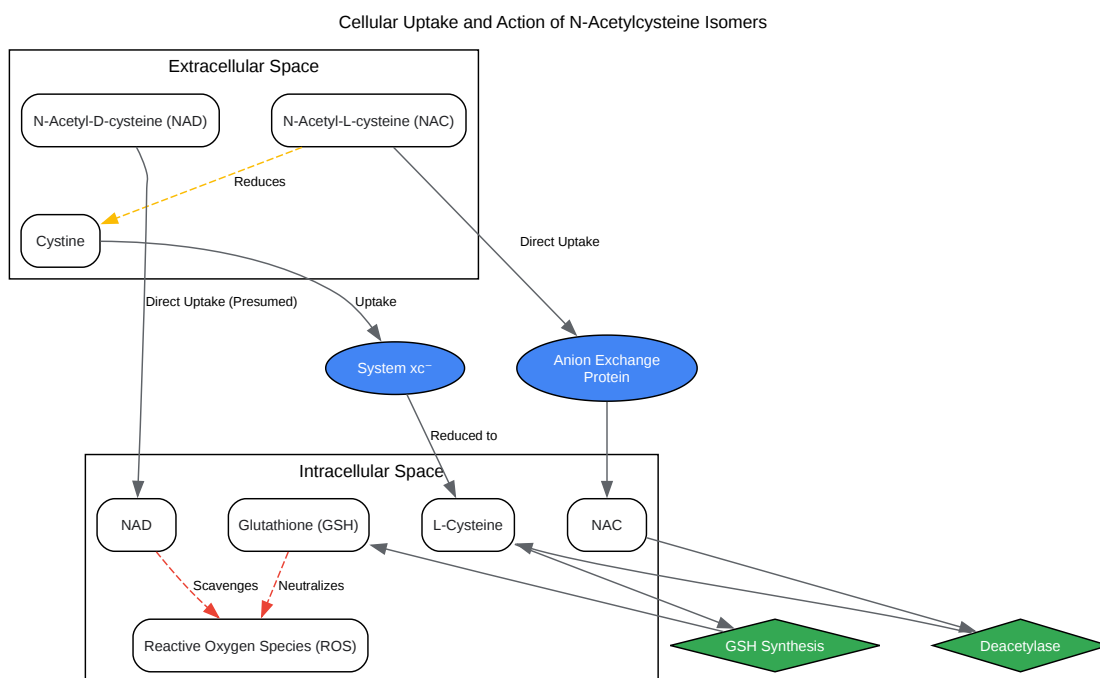 Cellular Uptake and Action of N-Acetylcysteine Isomers
Extracellular Space
N-Acetyl-D-cysteine (NAD)
N-Acetyl-L-cysteine (NAC)
Reduces
Cystine
Direct Uptake
Direct Uptake (Presumed)
Uptake
System xc⁻
Anion Exchange
Protein
Reduced to
Intracellular Space
NAD
Glutathione (GSH)
L-Cysteine
NAC
Scavenges
Neutralizes
Reactive Oxygen Species (ROS)
GSH Synthesis
Deacetylase